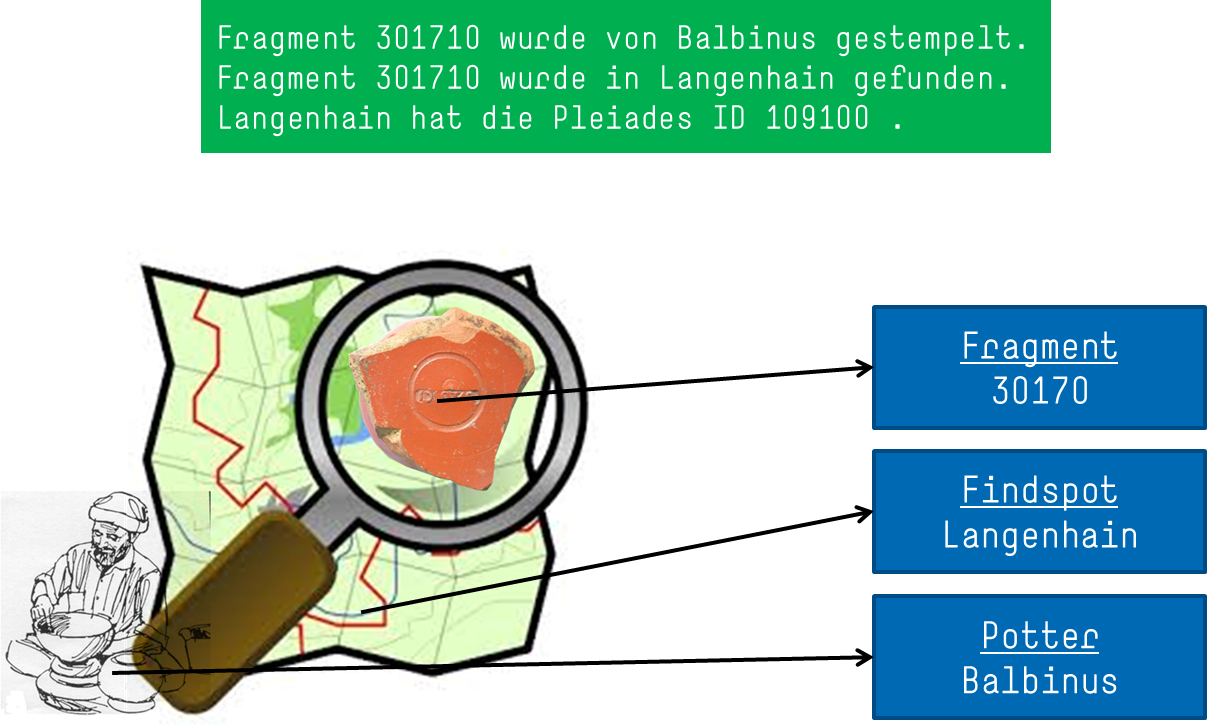 Fragment 301710 wurde von Balbinus gestempelt.
Fragment 301710 wurde in Langenhain gefunden.
Langenhain hat die Pleiades ID 109100 .
Fragment
30170
Findspot
Langenhain
Potter
Balbinus